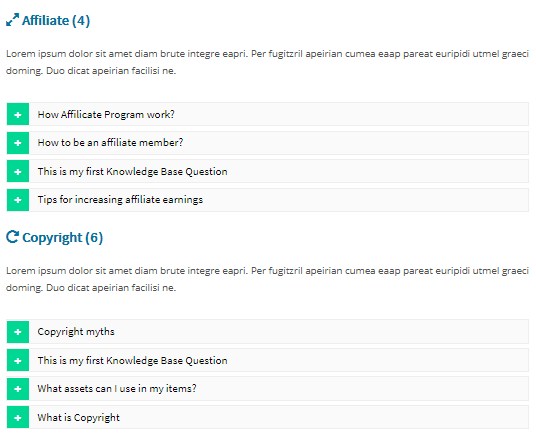 Affiliate (4)
Lorem ipsum dolor sit amet diam brute integre eapri. Per fugitzril apeirian cumea eaap pareat euripidi utmel graeci
doming. Duo dicat apeirian facilisi ne.
+ How Affilicate Program work?
+ How to be an affiliate member?
+ This is my first Knowledge Base Question
+ Tips for increasing affiliate earnings
Copyright (6)
Lorem ipsum dolor sit amet diam brute integre eapri. Per fugitzril apeirian cumea eaap pareat euripidi utmel graeci
doming. Duo dicat apeirian facilisi ne.
+ Copyright myths
+ This is my first Knowledge Base Question
+ What assets can I use in my items?
+ What is Copyright